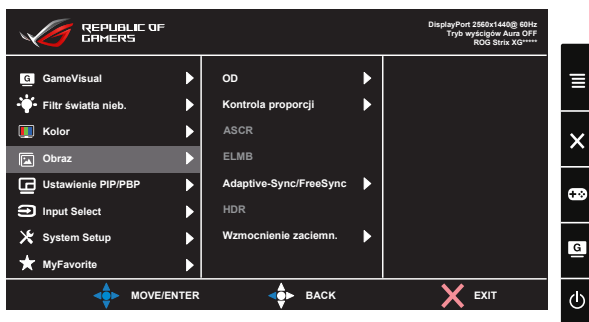 REPUBLIC OF
GAMERS
DisplayPort 2560x1440@ 60Hz
Tryb wyścigów Aura OFF
ROG Strix XG*****
G GameVisual
Filtr światła nieb.
Kolor
Obraz
Ustawienie PIP/PBP
Input Select
System Setup
MyFavorite
OD
Kontrola proporcji
ASCR
ELMB
Adaptive-Sync/FreeSync
HDR
Wzmocnienie zaciemn.
MOVE/ENTER
BACK
EXIT
G